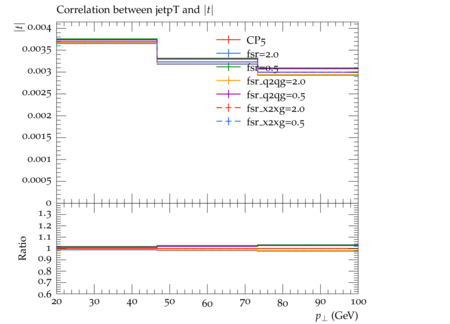 Correlation between jetpT and |t|
|t|
0.004
0.0035
0.003
0.0025
0.002
0.0015
0.001
0.0005
0
CP5
fsr=2.0
fsr=0.5
fsr_q2qg=2.0
fsr_q2qg=0.5
fsr_x2xg=2.0
fsr_x2xg=0.5
Ratio
1.3
1.2
1.1
1
0.9
0.8
0.7
0.6
20 30 40 50 60 70 80 90 100
p⊥ (GeV)